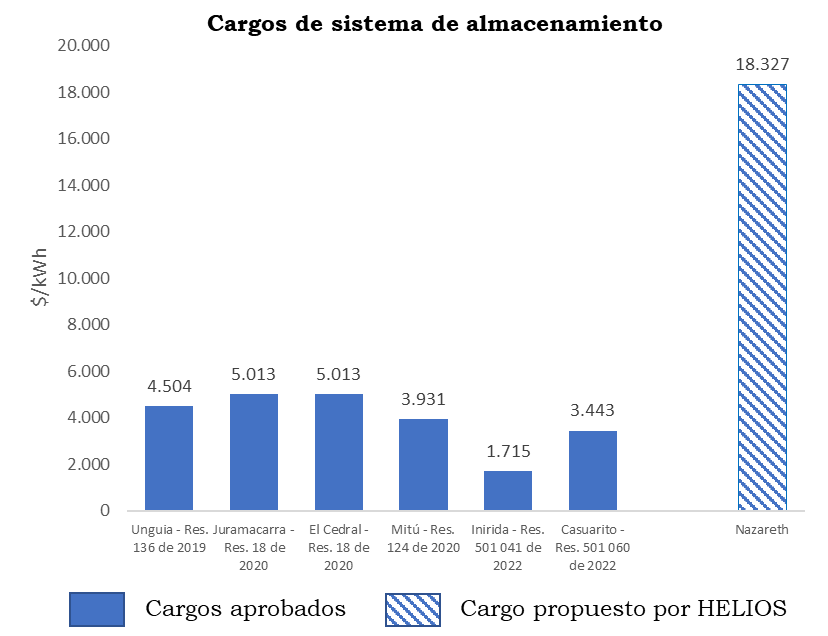 Cargos de sistema de almacenamiento
20.000
18.000
16.000
14.000
12.000
10.000
8.000
6.000
4.000
2.000
0
$/kWh
4.504
5.013
5.013
3.931
1.715
3.443
18.327
Unguia - Res.
136 de 2019
Juramacarra -
Res. 18 de
2020
El Cedral -
Res. 18 de
2020
Mitú - Res.
124 de 2020
Inirida - Res.
501 041 de
2022
Casuarito -
Res. 501 060
de 2022
Nazareth
Cargos aprobados
Cargo propuesto por HELIOS